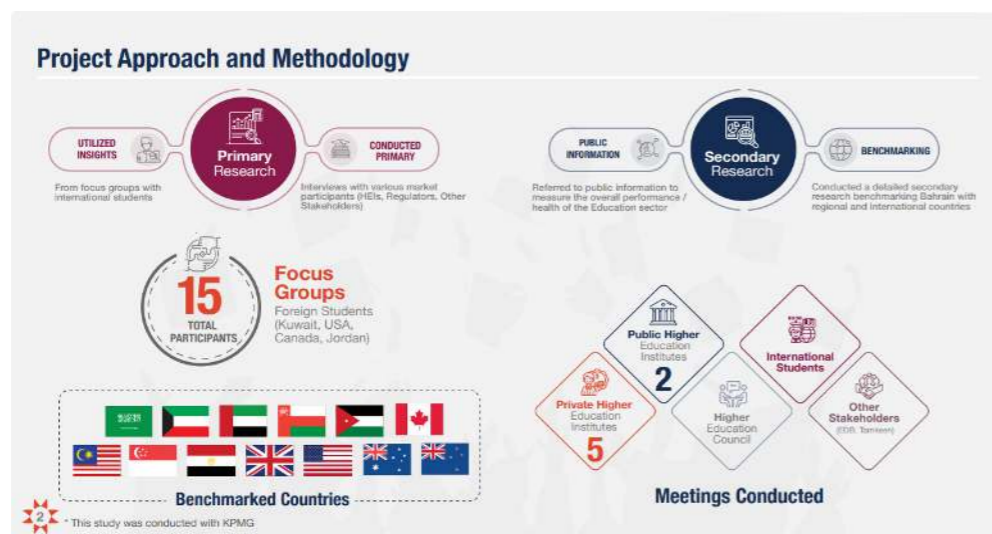 Project Approach and Methodology
UTILIZED
INSIGHTS
From focus groups with
international students
Primary
Research
CONDUCTED
PRIMARY
Interviews with various market
participants (HEIs, Regulators, Other
Stakeholders)
PUBLIC
INFORMATION
Referred to public information to
measure the overall performance /
health of the Education sector
Secondary
Research
BENCHMARKING
Conducted a detailed secondary
research benchmarking Bahrain with
regional and international countries
15
TOTAL
PARTICIPANTS
Focus
Groups
Foreign Students
(Kuwait, USA,
Canada, Jordan)
Benchmarked Countries
Public Higher
Education
Institutes
2
International
Students
Private Higher
Education
Institutes
5
Higher
Education
Council
Other
Stakeholders
(EDB, Tamkeen)
Meetings Conducted
2
* This study was conducted with KPMG